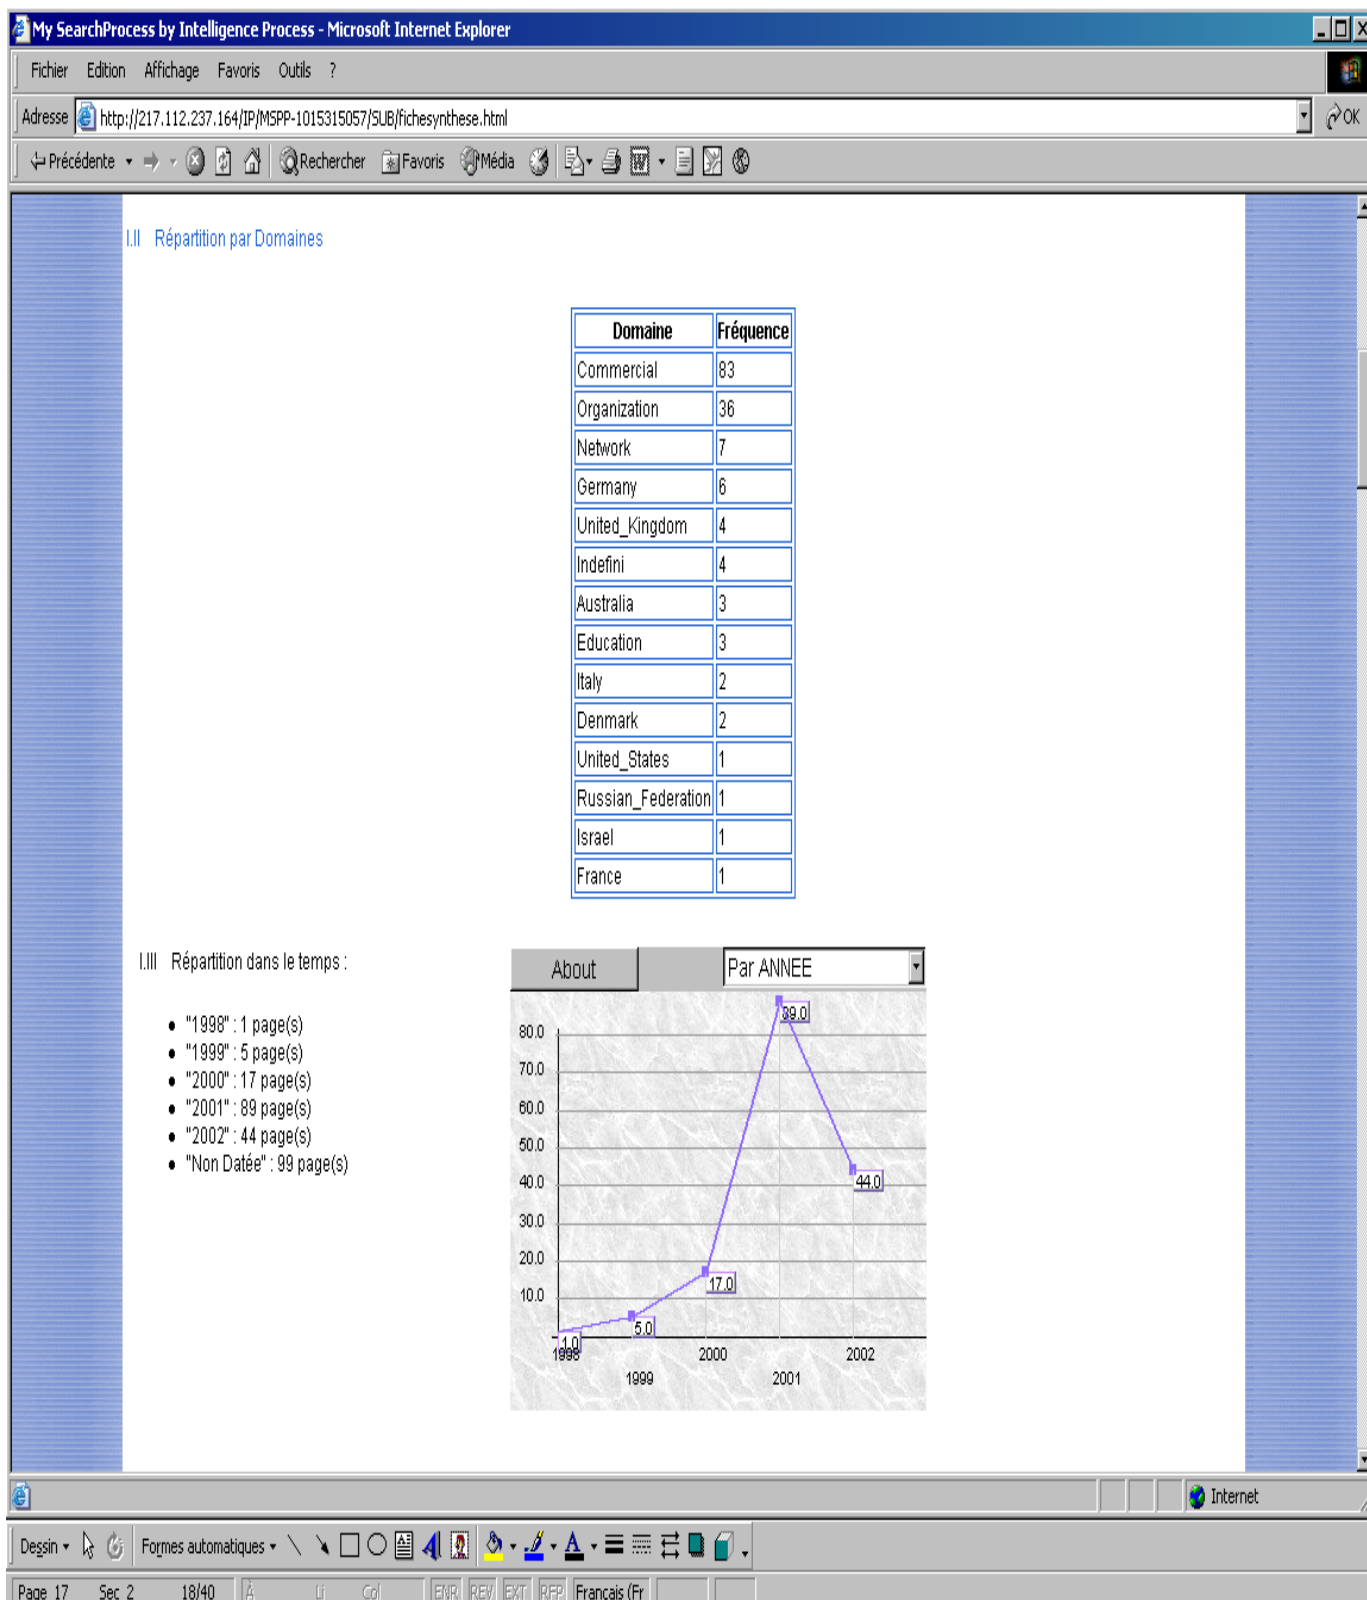 My SearchProcess by Intelligence Process - Microsoft Internet Explorer
Fichier Edition Affichage Favoris Outils ?
Adresse http://217.112.237.164/IP/MSPP-1015315057/SUB/fichesynthese.html OK
Précédente Rechercher Favoris Média
I.II Répartition par Domaines
Domaine Fréquence
Commercial 83
Organization 36
Network 7
Germany 6
United_Kingdom 4
Indefini 4
Australia 3
Education 3
Italy 2
Denmark 2
United_States 1
Russian_Federation 1
Israel 1
France 1
I.III Répartition dans le temps :
"1998" : 1 page(s)
"1999" : 5 page(s)
"2000" : 17 page(s)
"2001" : 89 page(s)
"2002" : 44 page(s)
"Non Datée" : 99 page(s)
About Par ANNEE
89.0
80.0
70.0
60.0
50.0
40.0
44.0
30.0
20.0
17.0
10.0
5.0
1.0
1998 2000 2002
1999 2001
Internet
Dessin Formes automatiques
Page 17 Sec 2 18/40 À Li Col ENR REV EXT RFP Français (Fr